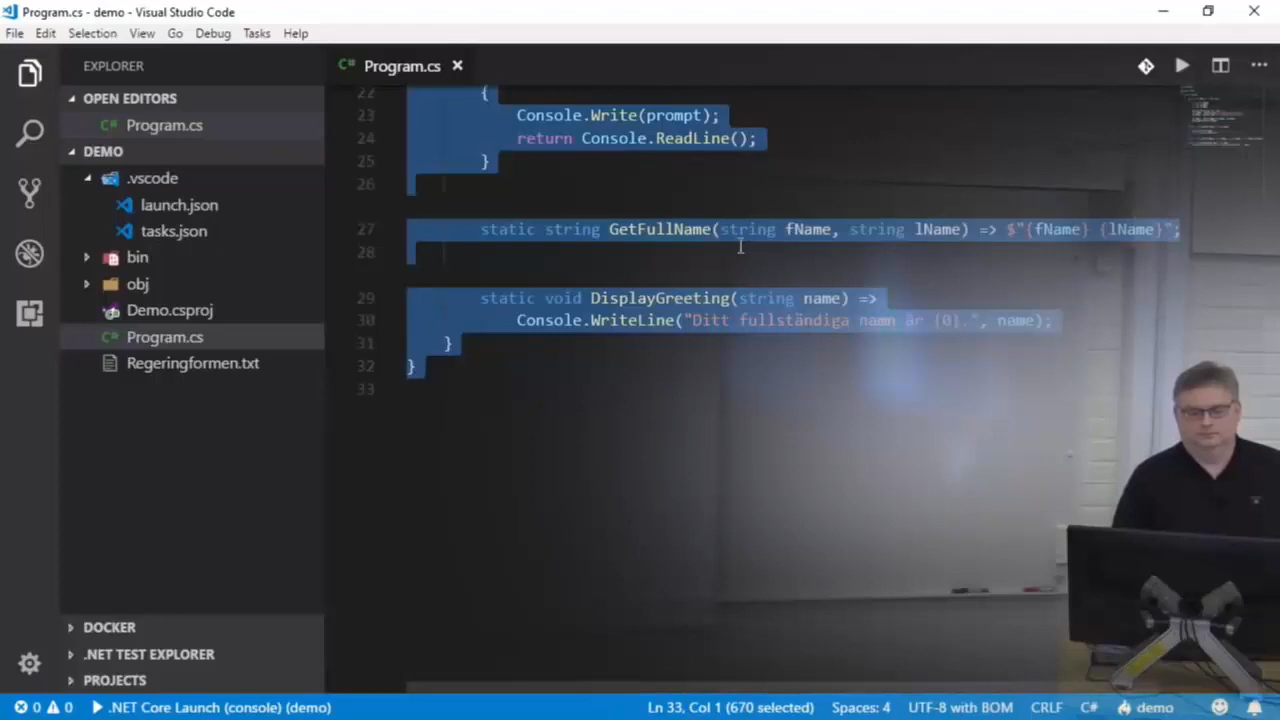 Program.cs - demo - Visual Studio Code
File Edit Selection View Go Debug Tasks Help
EXPLORER
OPEN EDITORS
Program.cs
DEMO
.vscode
launch.json
tasks.json
bin
obj
Demo.csproj
Program.cs
Regeringformen.txt
DOCKER
.NET TEST EXPLORER
PROJECTS
Program.cs
22 {
23 Console.Write(prompt);
24 return Console.ReadLine();
25 }
26
27 static string GetFullName(string fName, string lName) => $"{fName} {lName}";
28
29 static void DisplayGreeting(string name) =>
30 Console.WriteLine("Ditt fullständiga namn är {0}.", name);
31 }
32 }
33
0 0 .NET Core Launch (console) (demo) Ln 33, Col 1 (670 selected) Spaces: 4 UTF-8 with BOM CRLF C# demo